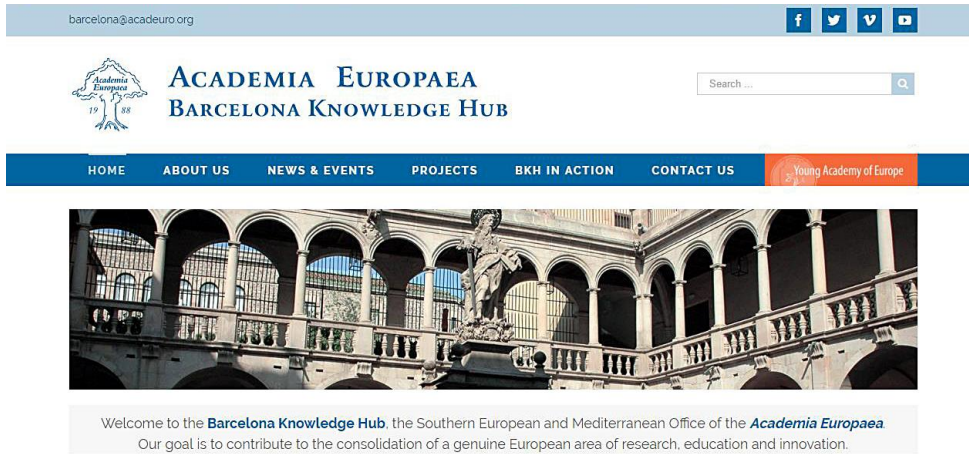 barcelona@acadeuro.org
Academia
Europaea
19 88
ACADEMIA EUROPAEA
BARCELONA KNOWLEDGE HUB
Search ...
HOME ABOUT US NEWS & EVENTS PROJECTS BKH IN ACTION CONTACT US Young Academy of Europe
Welcome to the Barcelona Knowledge Hub, the Southern European and Mediterranean Office of the Academia Europaea.
Our goal is to contribute to the consolidation of a genuine European area of research, education and innovation.